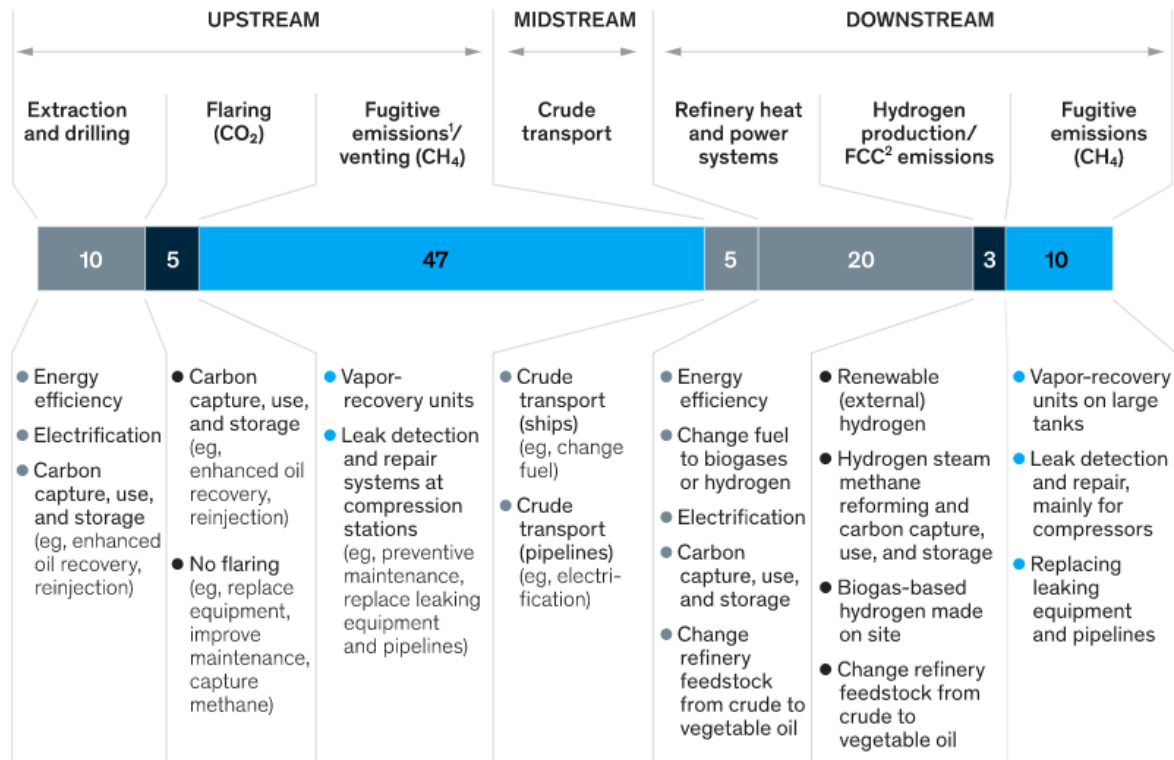 UPSTREAM
MIDSTREAM
DOWNSTREAM
Extraction
and drilling
Flaring
(CO₂)
Fugitive
emissions¹/
venting (CH₄)
Crude
transport
Refinery heat
and power
systems
Hydrogen
production/
FCC² emissions
Fugitive
emissions
(CH₄)
10
5
47
5
20
3
10
● Energy
efficiency
● Electrification
● Carbon
capture, use,
and storage
(eg, enhanced
oil recovery,
reinjection)
● Carbon
capture, use,
and storage
(eg,
enhanced oil
recovery,
reinjection)
● No flaring
(eg, replace
equipment,
improve
maintenance,
capture
methane)
● Vapor-
recovery units
● Leak detection
and repair
systems at
compression
stations
(eg, preventive
maintenance,
replace leaking
equipment
and pipelines)
● Crude
transport
(ships)
(eg, change
fuel)
● Crude
transport
(pipelines)
(eg, electri-
fication)
● Energy
efficiency
● Change fuel
to biogases
or hydrogen
● Electrification
● Carbon
capture, use,
and storage
● Change
refinery
feedstock
from crude to
vegetable oil
● Renewable
(external)
hydrogen
● Hydrogen steam
methane
reforming and
carbon capture,
use, and storage
● Biogas-based
hydrogen made
on site
● Change refinery
feedstock from
crude to
vegetable oil
● Vapor-recovery
units on large
tanks
● Leak detection
and repair,
mainly for
compressors
● Replacing
leaking
equipment
and pipelines